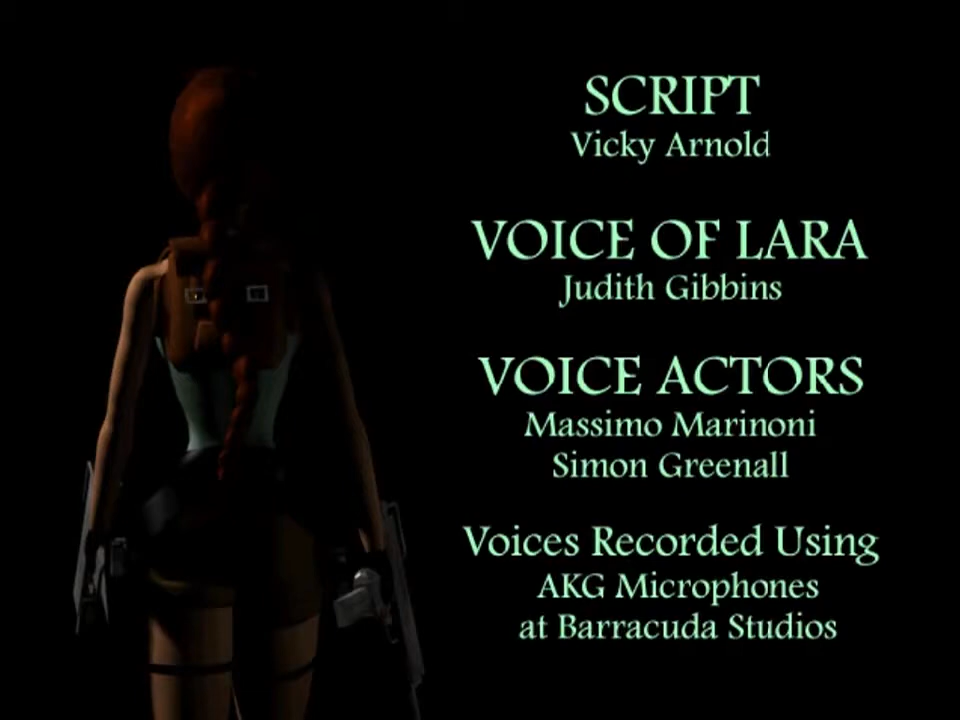 SCRIPT
Vicky Arnold
VOICE OF LARA
Judith Gibbins
VOICE ACTORS
Massimo Marinoni
Simon Greenall
Voices Recorded Using
AKG Microphones
at Barracuda Studios